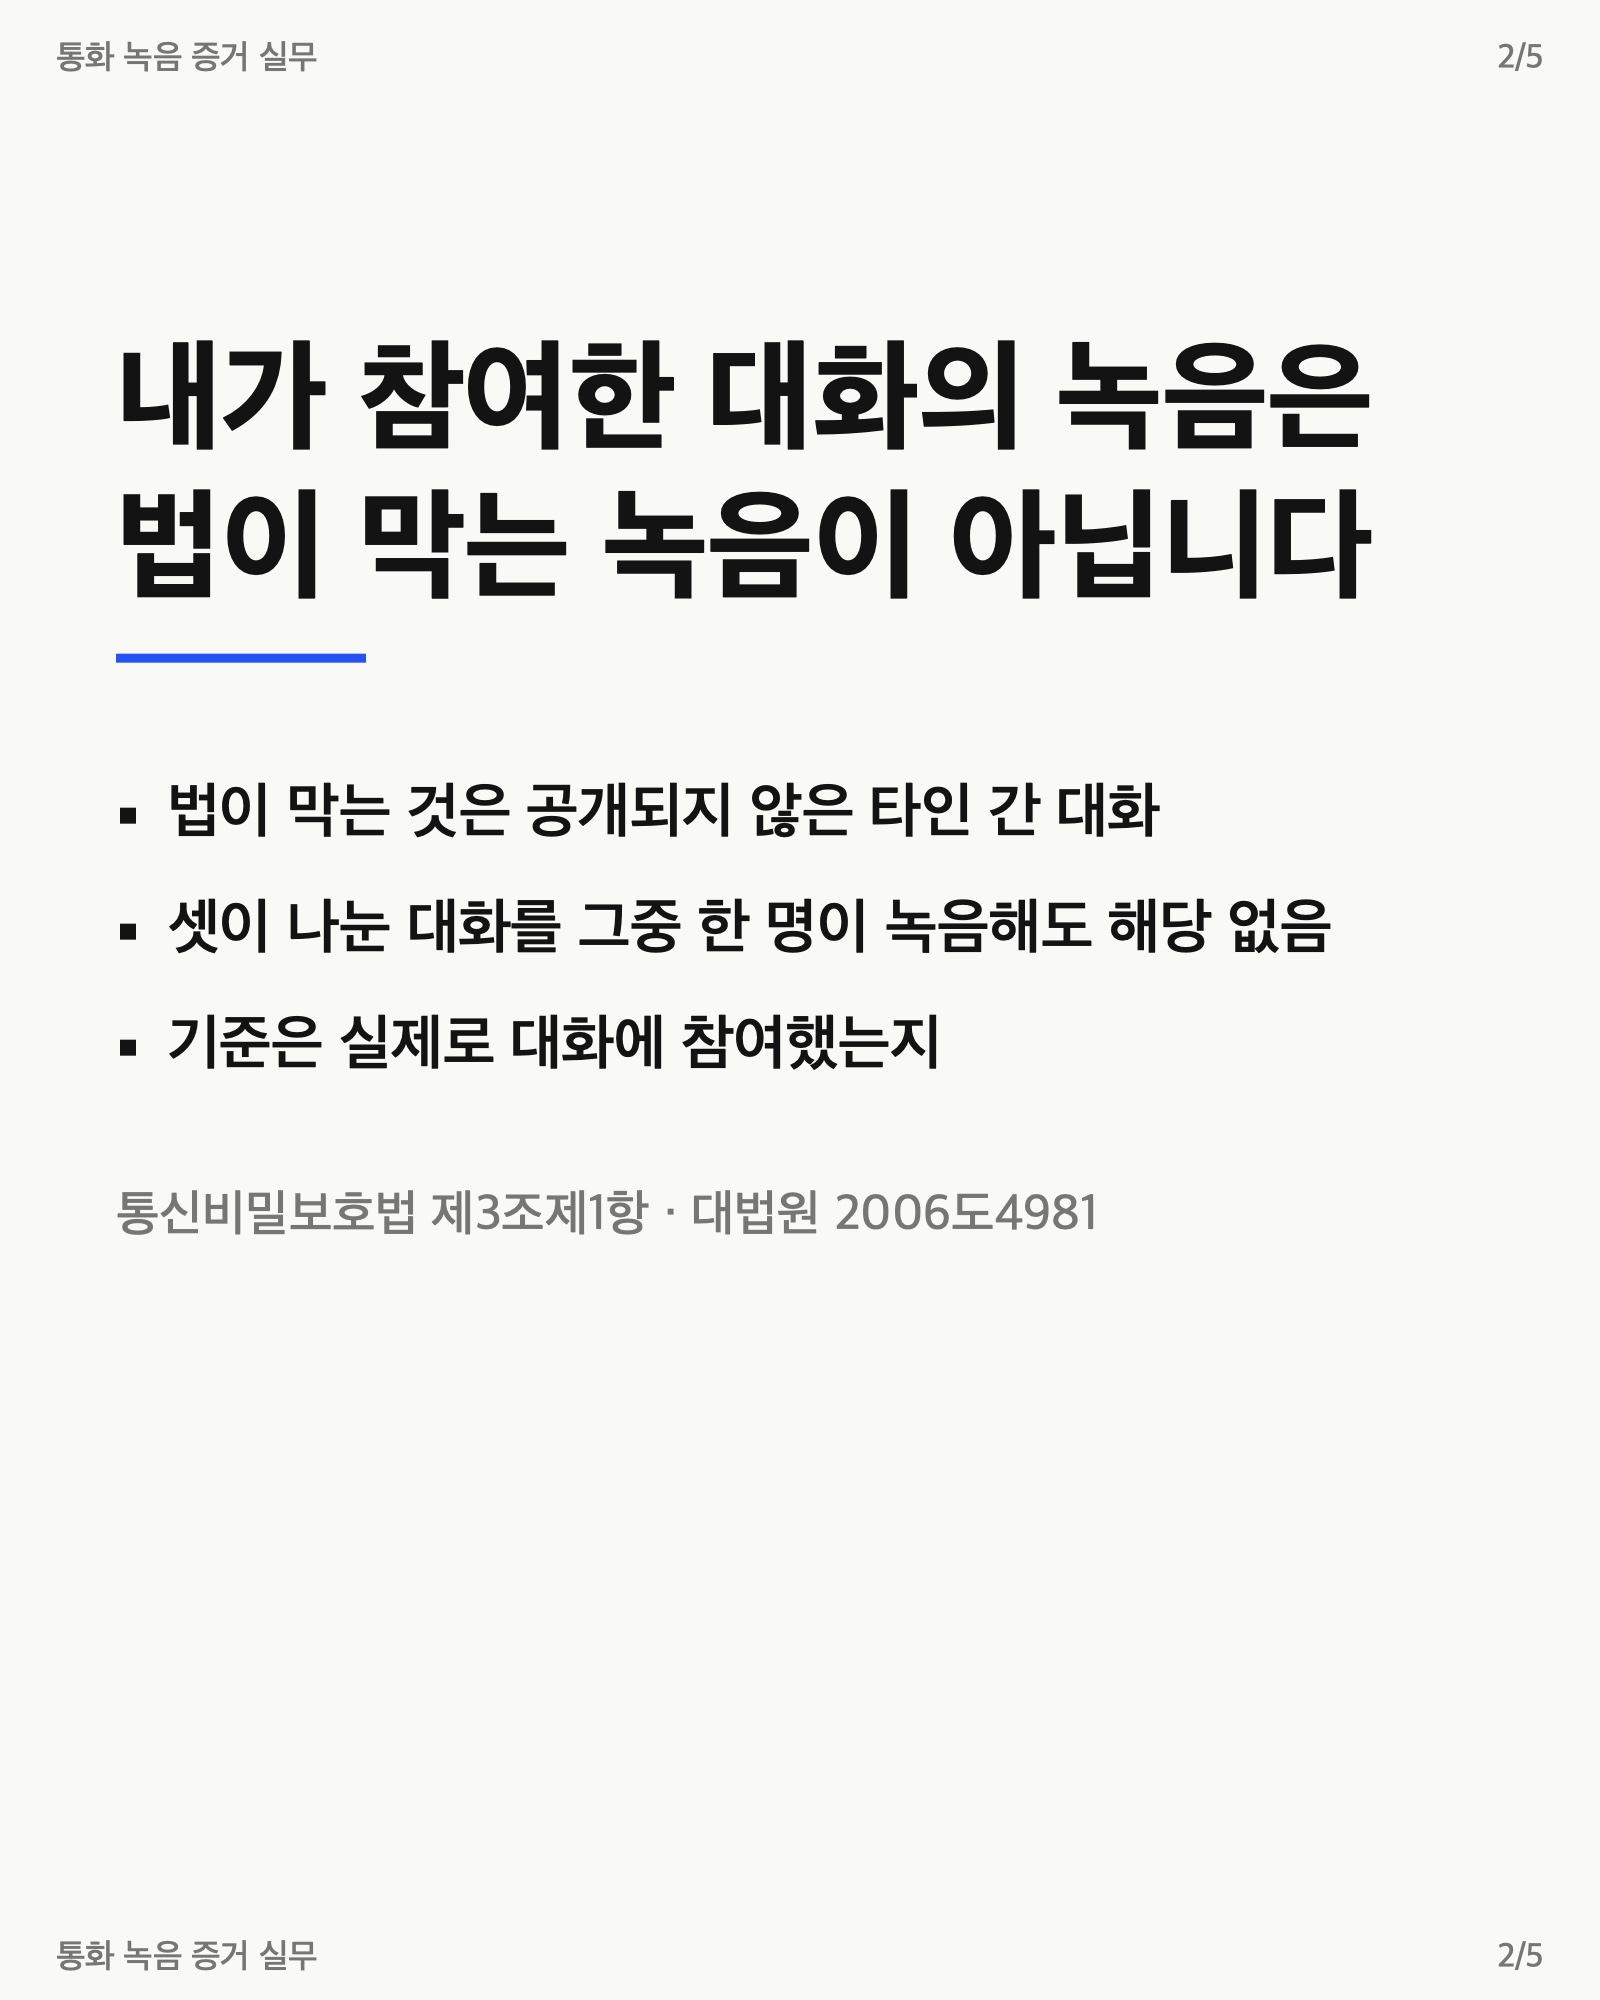 통화 녹음 증거 실무
2/5
내가 참여한 대화의 녹음은
법이 막는 녹음이 아닙니다
▪ 법이 막는 것은 공개되지 않은 타인 간 대화
▪ 셋이 나눈 대화를 그중 한 명이 녹음해도 해당 없음
▪ 기준은 실제로 대화에 참여했는지
통신비밀보호법 제3조제1항 · 대법원 2006도4981
통화 녹음 증거 실무
2/5